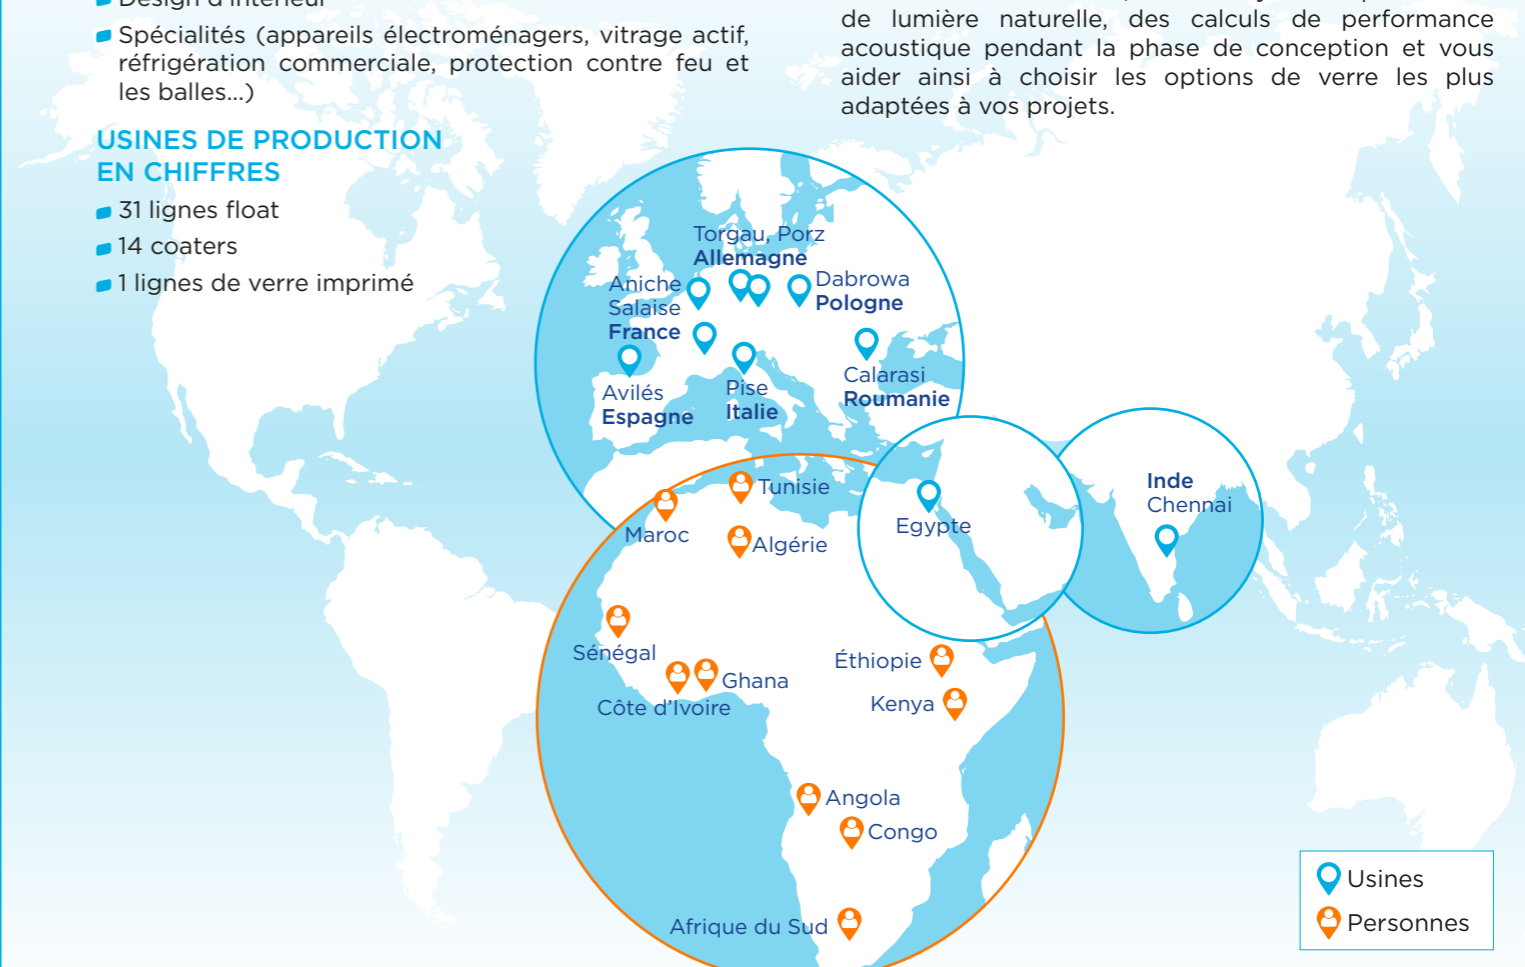 Design d'intérieur
Spécialités (appareils électroménagers, vitrage actif,
réfrigération commerciale, protection contre feu et
les balles...)
USINES DE PRODUCTION
EN CHIFFRES
31 lignes float
14 coaters
1 lignes de verre imprimé
de lumière naturelle, des calculs de performance
acoustique pendant la phase de conception et vous
aider ainsi à choisir les options de verre les plus
adaptées à vos projets.
Torgau, Porz
Allemagne
Aniche
Salaise
France
Dabrowa
Pologne
Avilés
Espagne
Pise
Italie
Calarasi
Roumanie
Inde
Chennai
Egypte
Tunisie
Maroc
Algérie
Sénégal
Ghana
Côte d'Ivoire
Éthiopie
Kenya
Angola
Congo
Afrique du Sud
Usines
Personnes